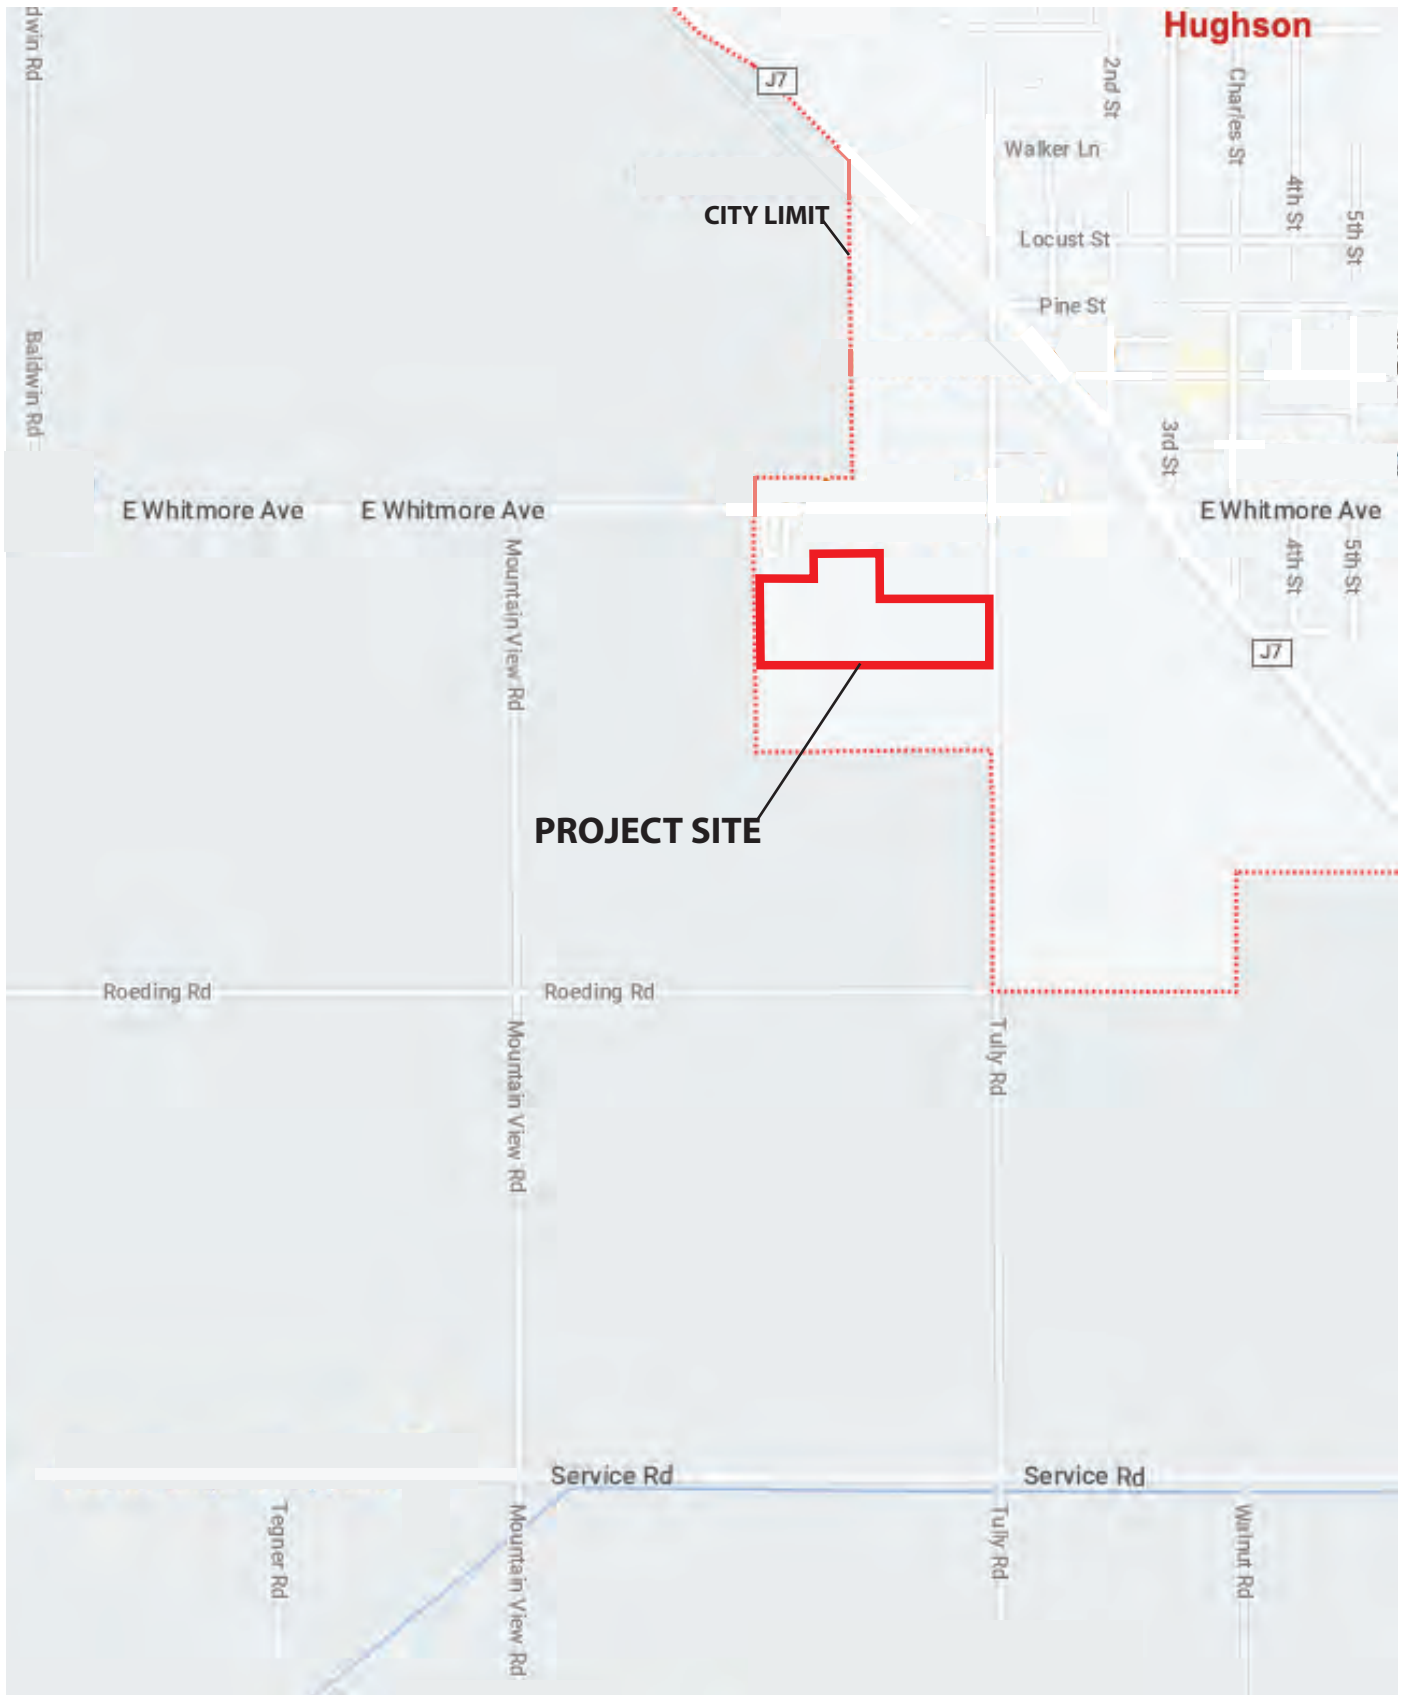 Hughson
dwin Rd
J7
2nd St
Charles St
Walker Ln
4th St
5th St
CITY LIMIT
Locust St
Pine St
Baldwin Rd
3rd St
E Whitmore Ave
E Whitmore Ave
E Whitmore Ave
Mountain View Rd
4th St
5th St
J7
PROJECT SITE
Roeding Rd
Roeding Rd
Mountain View Rd
Tully Rd
Service Rd
Service Rd
Tegner Rd
Mountain View Rd
Tully Rd
Walnut Rd